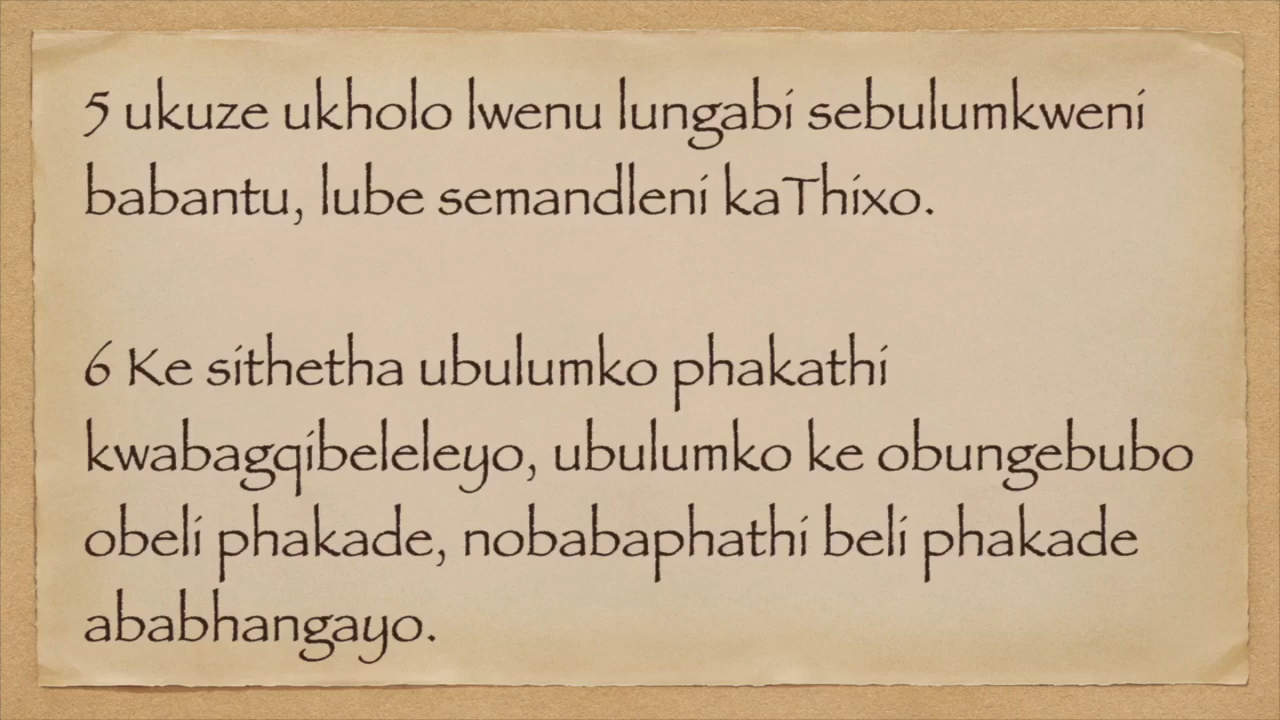 5 ukuze ukholo lwenu lungabi sebulumkweni
babantu, lube semandleni kaThixo.
6 Ke sithetha ubulumko phakathi
kwabagqibeleleyo, ubulumko ke obungebubo
obeli phakade, nobabaphathi beli phakade
ababhangayo.